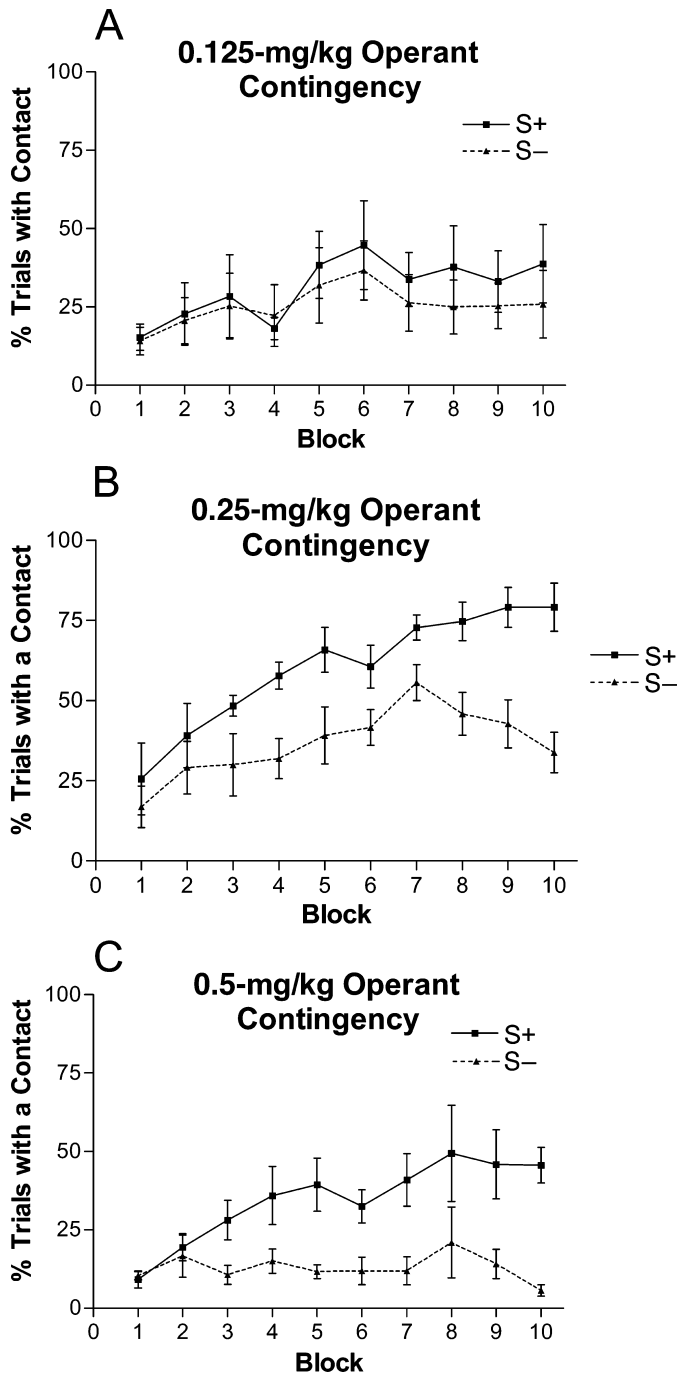 A
0.125-mg/kg Operant
Contingency
% Trials with Contact
100
75
50
25
0
S+
S–
0 1 2 3 4 5 6 7 8 9 10
Block
B
0.25-mg/kg Operant
Contingency
% Trials with a Contact
100
75
50
25
0
S+
S–
0 1 2 3 4 5 6 7 8 9 10
Block
C
0.5-mg/kg Operant
Contingency
% Trials with a Contact
100
75
50
25
0
S+
S–
0 1 2 3 4 5 6 7 8 9 10
Block